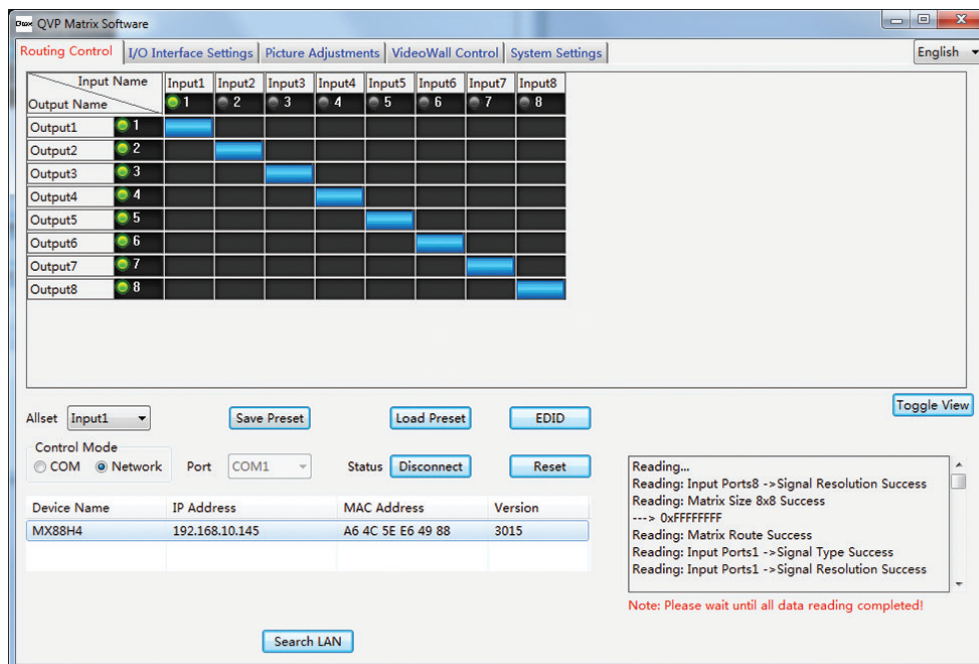 QVP Matrix Software
Routing Control I/O Interface Settings Picture Adjustments VideoWall Control System Settings English
Input Name Input1 Input2 Input3 Input4 Input5 Input6 Input7 Input8
Output Name 1 2 3 4 5 6 7 8
Output1 1
Output2 2
Output3 3
Output4 4
Output5 5
Output6 6
Output7 7
Output8 8
Toggle View
Allset Input1 Save Preset Load Preset EDID
Control Mode
COM Network Port COM1 Status Disconnect Reset
Device Name IP Address MAC Address Version
MX88H4 192.168.10.145 A6 4C 5E E6 49 88 3015
Reading...
Reading: Input Ports8 ->Signal Resolution Success
Reading: Matrix Size 8x8 Success
---> 0xFFFFFFFF
Reading: Matrix Route Success
Reading: Input Ports1 ->Signal Type Success
Reading: Input Ports1 ->Signal Resolution Success
Note: Please wait until all data reading completed!
Search LAN